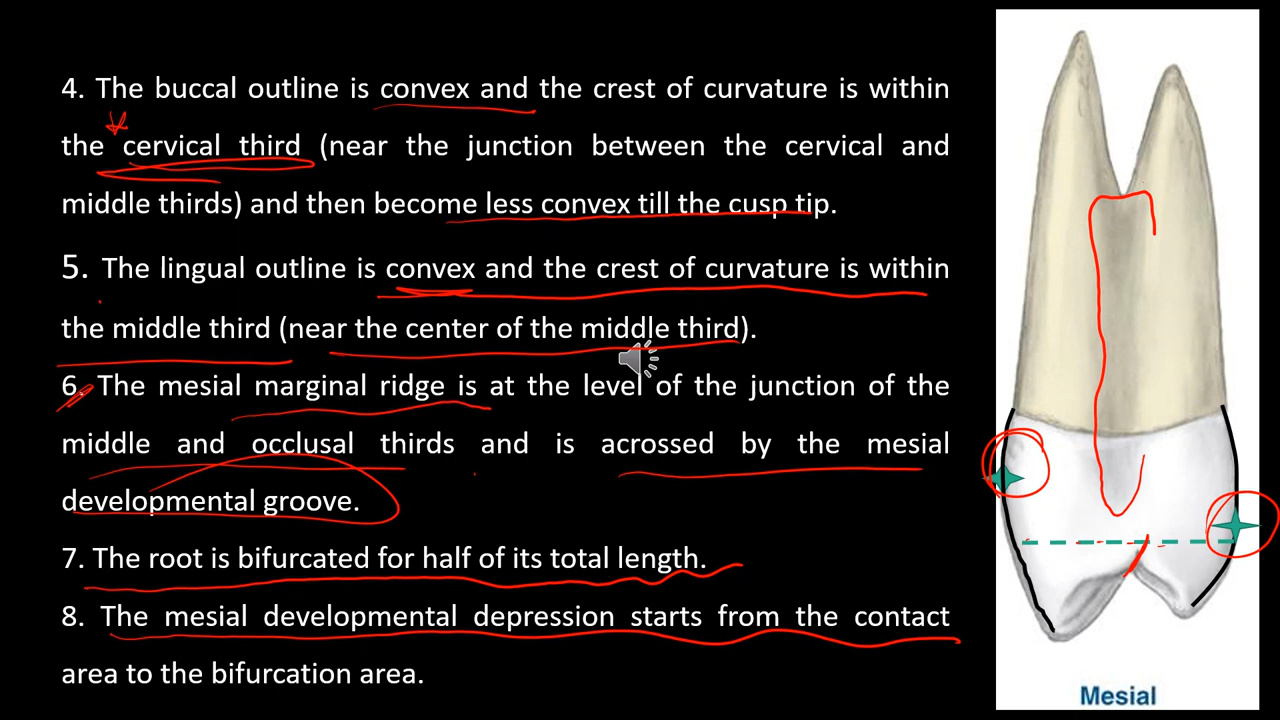 4. The buccal outline is convex and the crest of curvature is within
the cervical third (near the junction between the cervical and
middle thirds) and then become less convex till the cusp tip.
5. The lingual outline is convex and the crest of curvature is within
the middle third (near the center of the middle third).
6. The mesial marginal ridge is at the level of the junction of the
middle and occlusal thirds and is acrossed by the mesial
developmental groove.
7. The root is bifurcated for half of its total length.
8. The mesial developmental depression starts from the contact
area to the bifurcation area.
Mesial